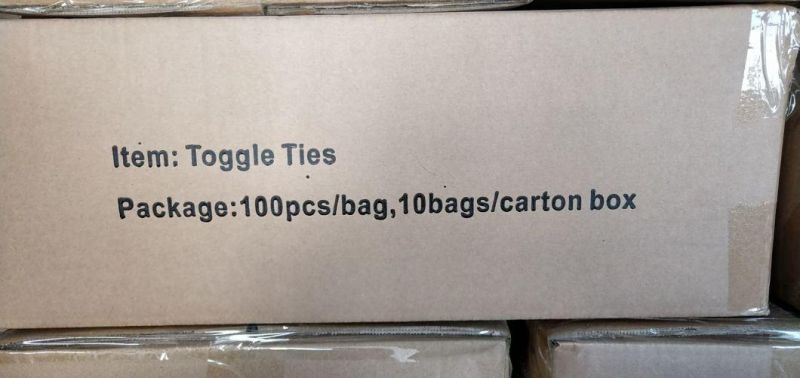 Item: Toggle Ties
Package:100pcs/bag,10bags/carton box